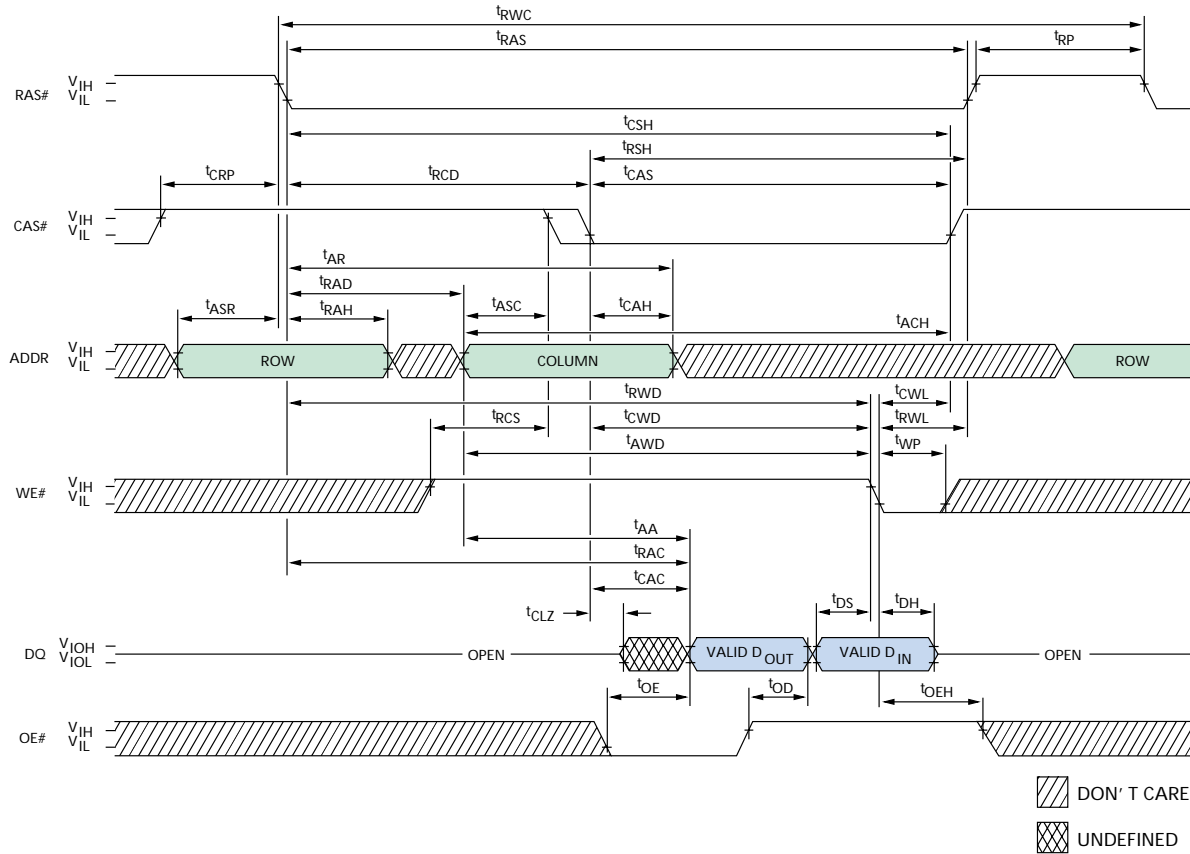 tRWC
tRAS
tRP
RAS#
VIH
VIL
tCSH
tRSH
tCRP
tRCD
tCAS
CAS#
VIH
VIL
tAR
tRAD
tASR
tRAH
tASC
tCAH
tACH
ADDR
VIH
VIL
ROW
COLUMN
ROW
tRWD
tCWL
tRCS
tCWD
tRWL
tAWD
tWP
WE#
VIH
VIL
tAA
tRAC
tCAC
tCLZ
tDS
tDH
DQ
VIOH
VIOL
OPEN
VALID DOUT
VALID DIN
OPEN
tOE
tOD
tOEH
OE#
VIH
VIL
DON'T CARE
UNDEFINED